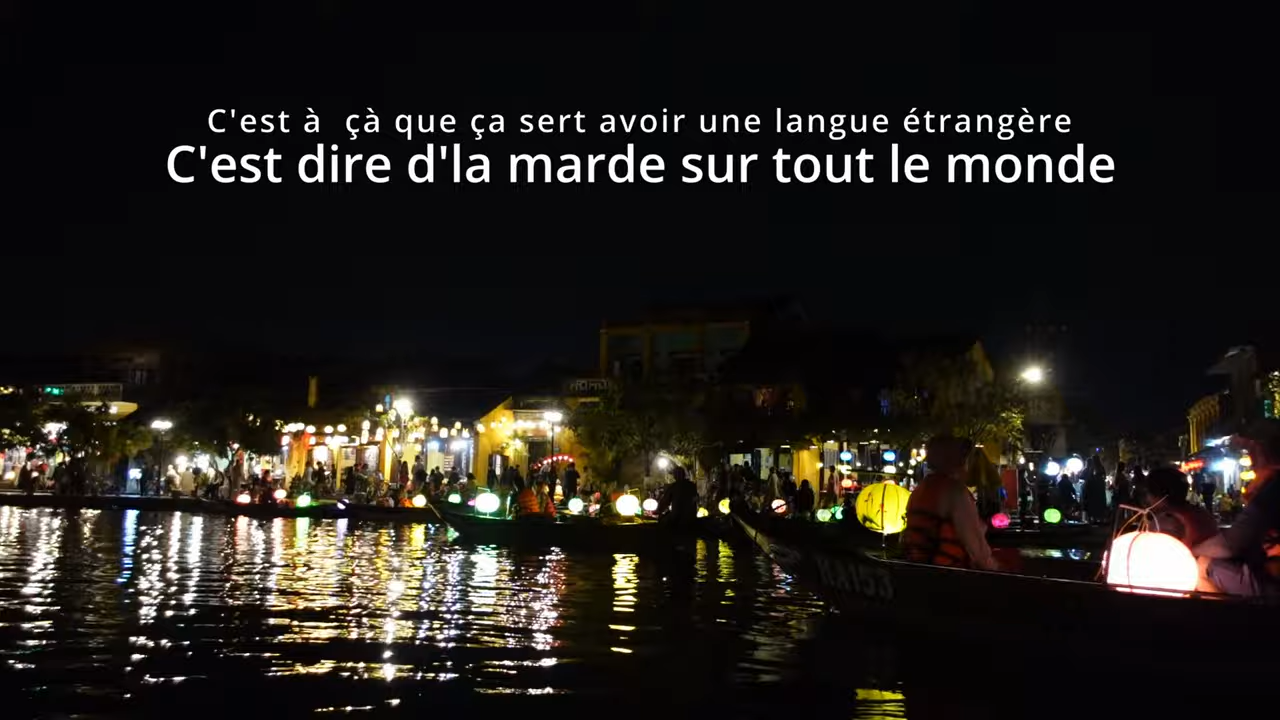 C'est à  çà que ça sert avoir une langue étrangère
C'est dire d'la marde sur tout le monde